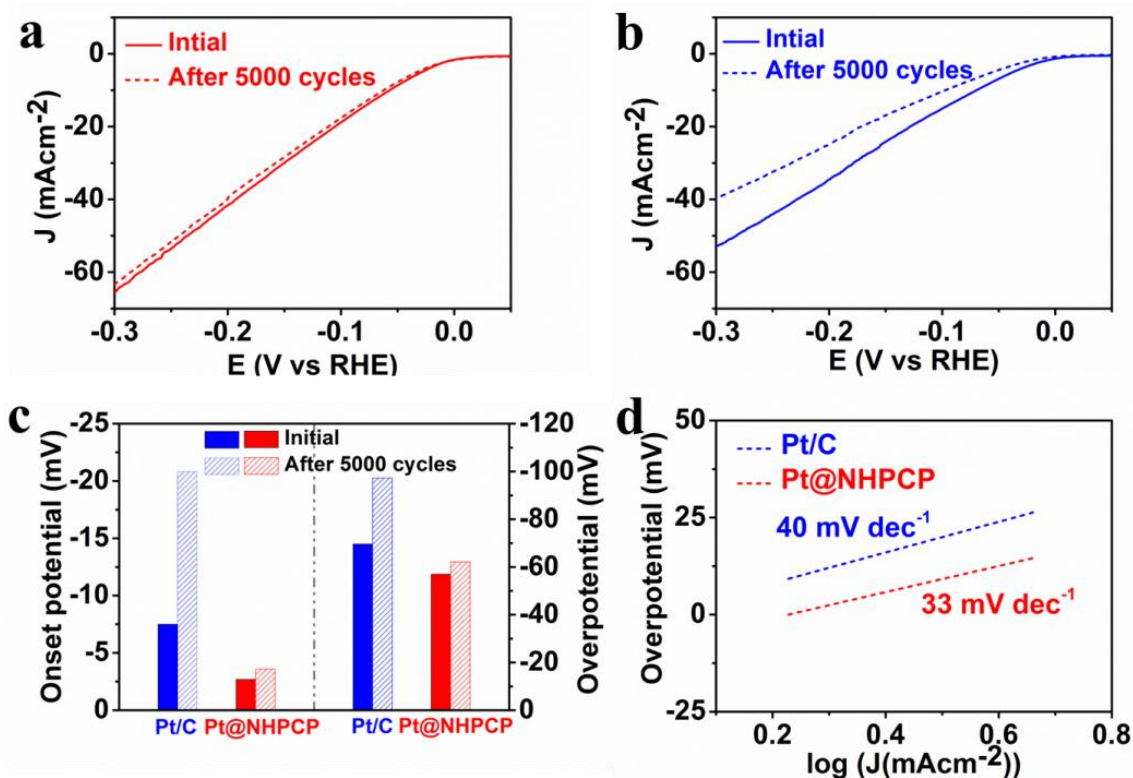 a
Intial
After 5000 cycles
0
-20
-40
-60
J (mAcm-2)
-0.3 -0.2 -0.1 0.0
E (V vs RHE)
b
Intial
After 5000 cycles
0
-20
-40
-60
J (mAcm-2)
-0.3 -0.2 -0.1 0.0
E (V vs RHE)
c
Initial
After 5000 cycles
-25
-20
-15
-10
-5
0
Onset potential (mV)
-120
-100
-80
-60
-40
-20
0
Overpotential (mV)
Pt/C Pt@NHPCP Pt/C Pt@NHPCP
d
Pt/C
Pt@NHPCP
40 mV dec-1
33 mV dec-1
50
25
0
-25
Overpotential (mV)
0.2 0.4 0.6 0.8
log (J(mAcm-2))